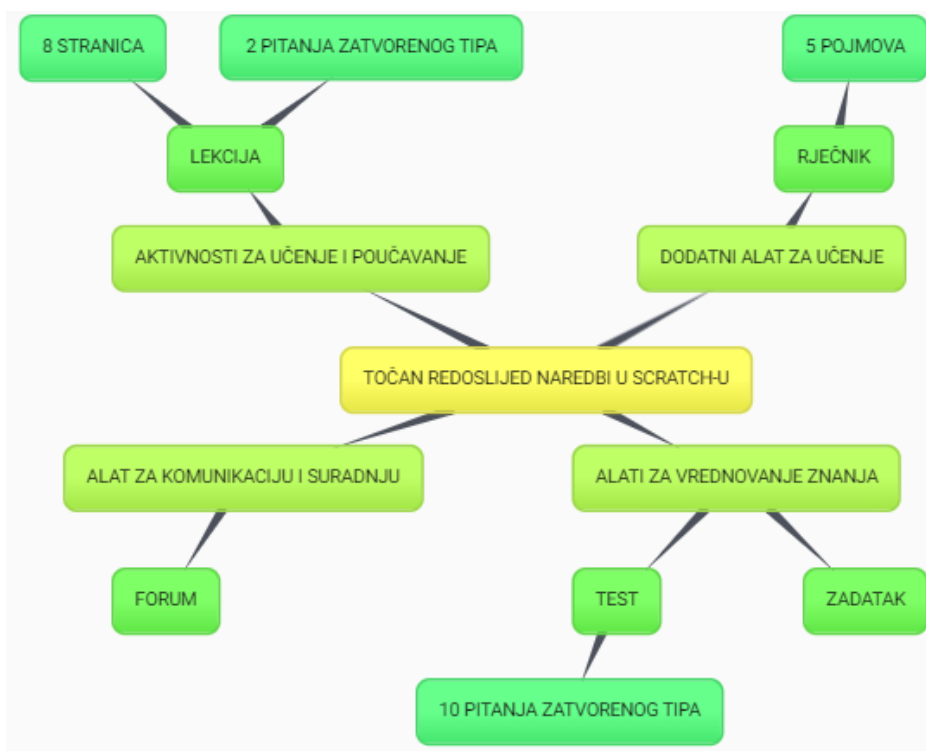 8 STRANICA
2 PITANJA ZATVORENOG TIPA
5 POJMOVA
LEKCIJA
RJEČNIK
AKTIVNOSTI ZA UČENJE I POUČAVANJE
DODATNI ALAT ZA UČENJE
TOČAN REDOSLIJED NAREDBI U SCRATCH-U
ALAT ZA KOMUNIKACIJU I SURADNJU
ALATI ZA VREDNOVANJE ZNANJA
FORUM
TEST
ZADATAK
10 PITANJA ZATVORENOG TIPA